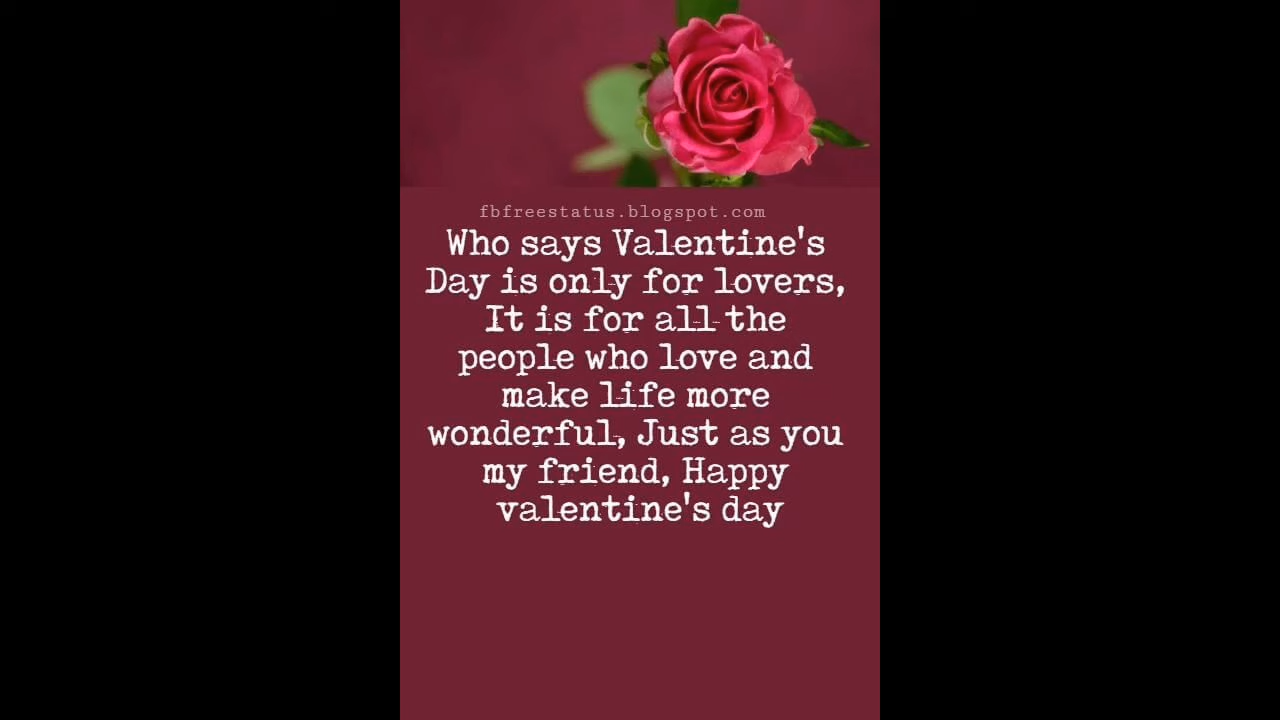 fbfreestatus.blogspot.com
Who says Valentine's
Day is only for lovers,
It is for all the
people who love and
make life more
wonderful, Just as you
my friend, Happy
valentine's day